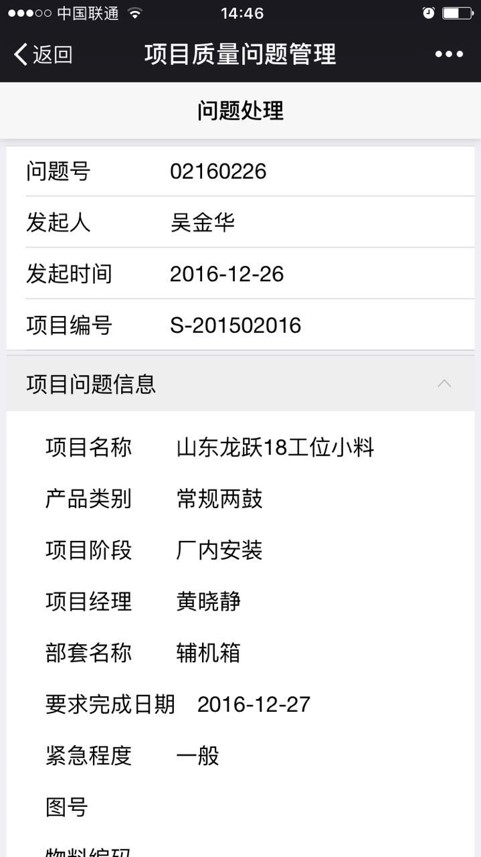 中国联通 14:46
返回 项目质量问题管理
问题处理
问题号 02160226
发起人 吴金华
发起时间 2016-12-26
项目编号 S-201502016
项目问题信息
项目名称 山东龙跃18工位小料
产品类别 常规两鼓
项目阶段 厂内安装
项目经理 黄晓静
部套名称 辅机箱
要求完成日期 2016-12-27
紧急程度 一般
图号
物料编码